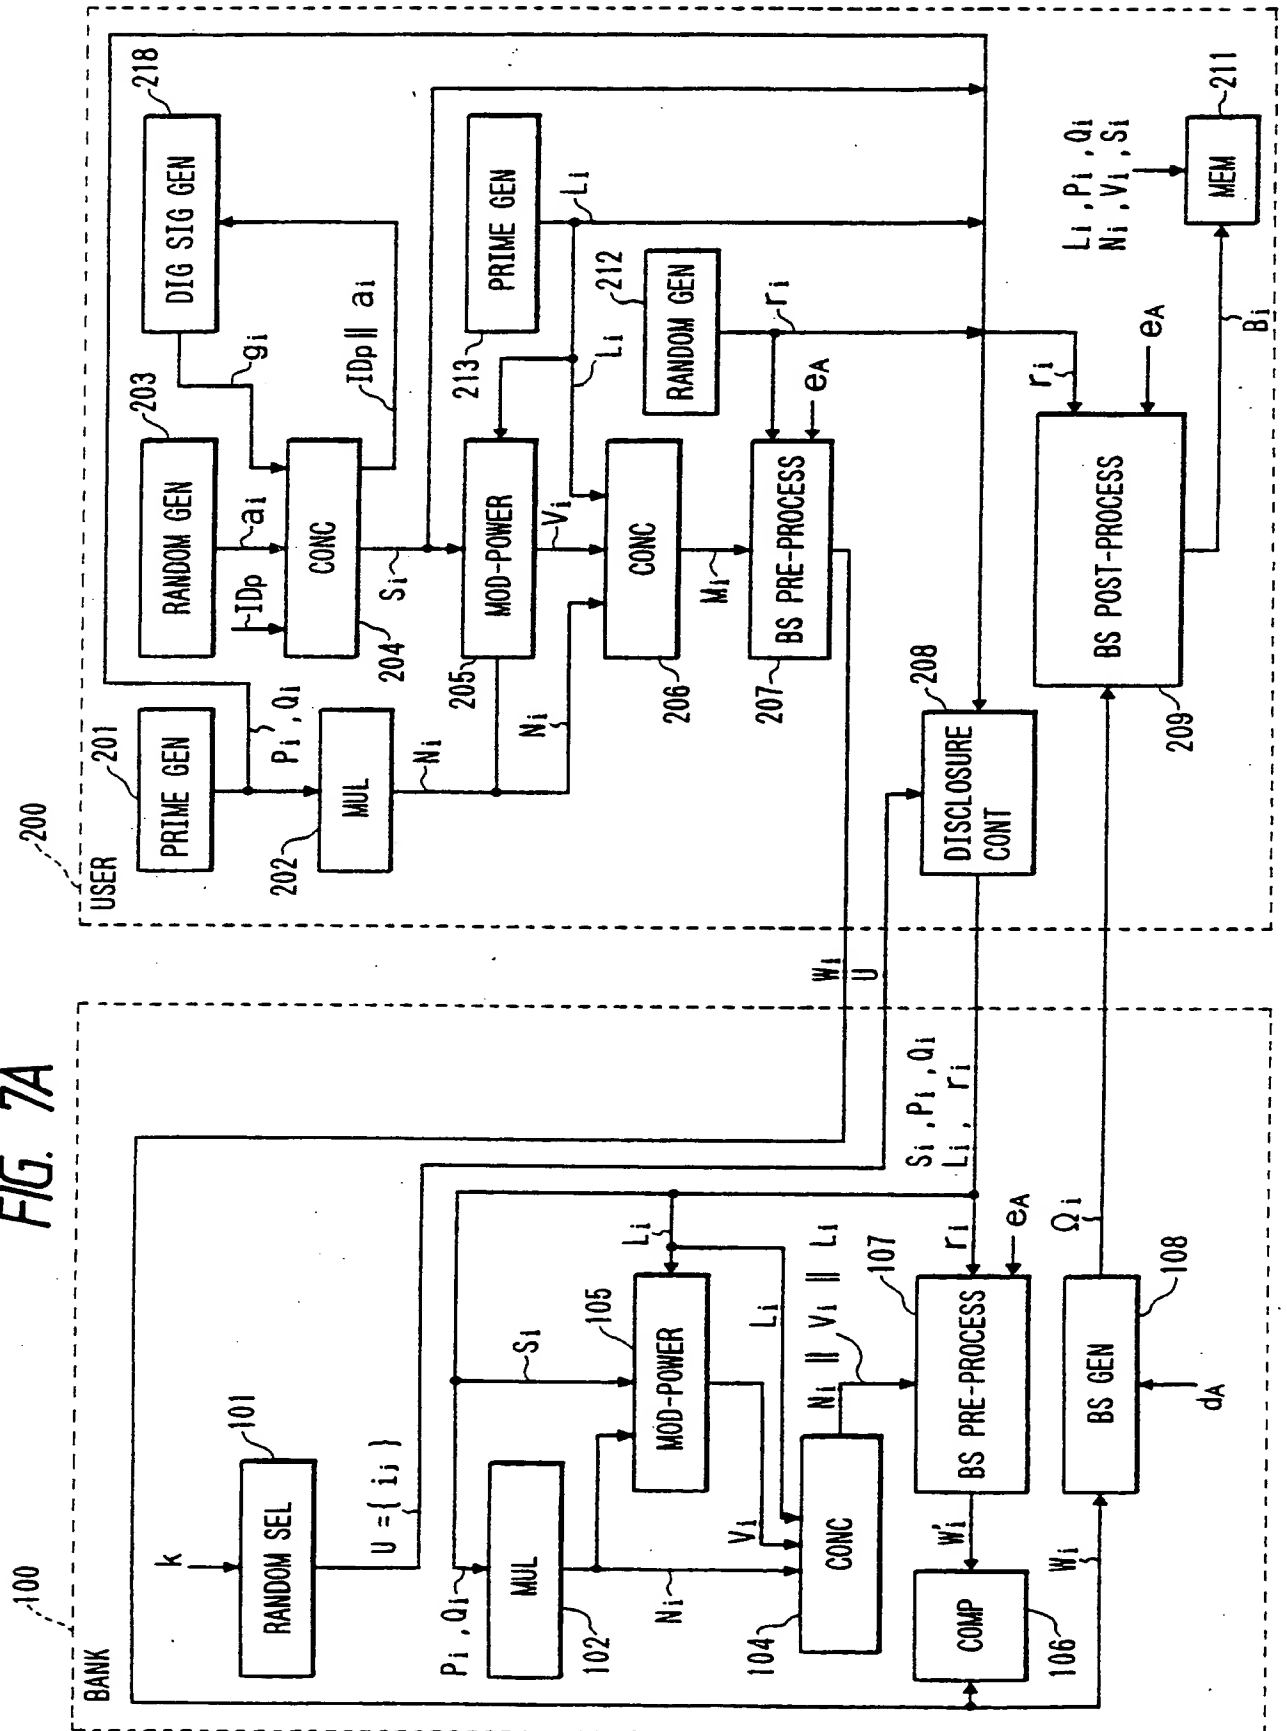 FIG. 7A
100
BANK
k
101
RANDOM SEL
U = { ij }
Pi , Qi
MUL
102
Si
Li
105
MOD-POWER
Ni
Vi
Li
CONC
104
Ni || Vi || Li
107
ri
eA
BS PRE-PROCESS
W'i
COMP
106
Wi
BS GEN
108
dA
Ωi
Wi
U
Si , Pi , Qi
Li , ri
200
USER
201
PRIME GEN
Pi , Qi
202
MUL
Ni
Ni
203
RANDOM GEN
ai
IDp
gi
218
DIG SIG GEN
IDp || ai
CONC
204
Si
MOD-POWER
205
Vi
213
PRIME GEN
Li
Li
CONC
206
Mi
212
RANDOM GEN
ri
eA
BS PRE-PROCESS
207
208
DISCLOSURE
CONT
ri
eA
BS POST-PROCESS
209
Bi
Li , Pi , Qi
Ni , Vi , Si
MEM
211